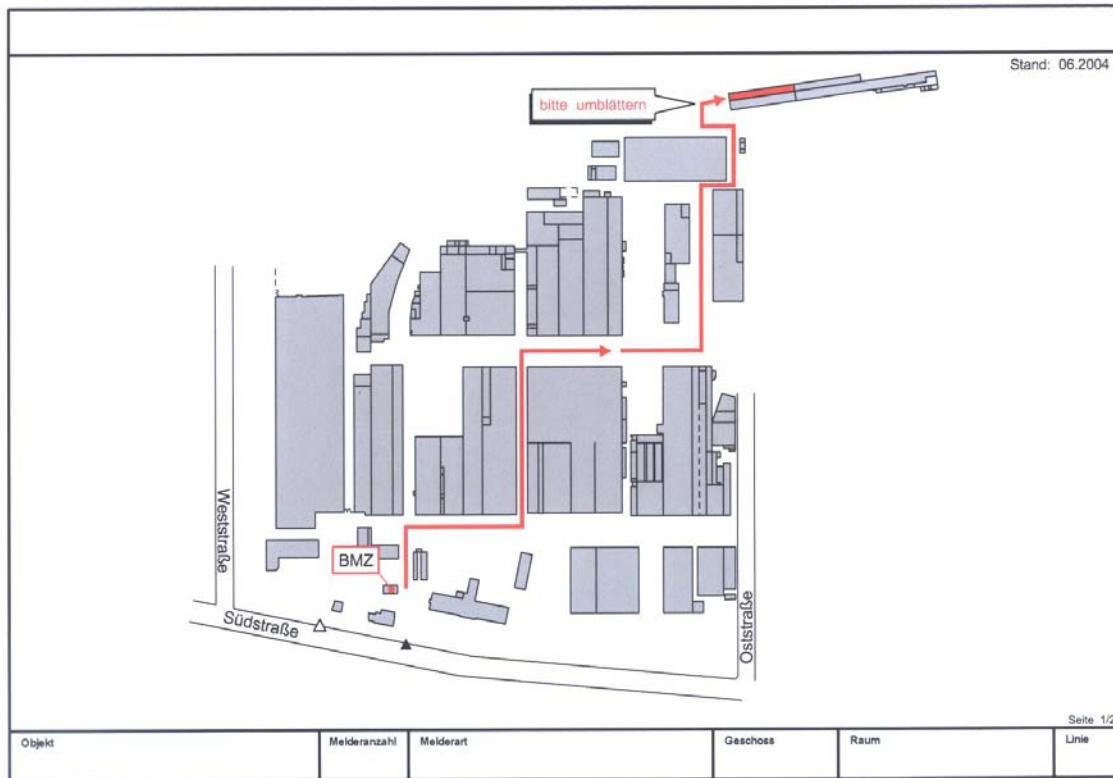 Stand: 06.2004
bitte umblättern
Weststraße
BMZ
Südstraße
Oststraße
Seite 1/2
Objekt
Melderanzahl
Melderart
Geschoss
Raum
Linie